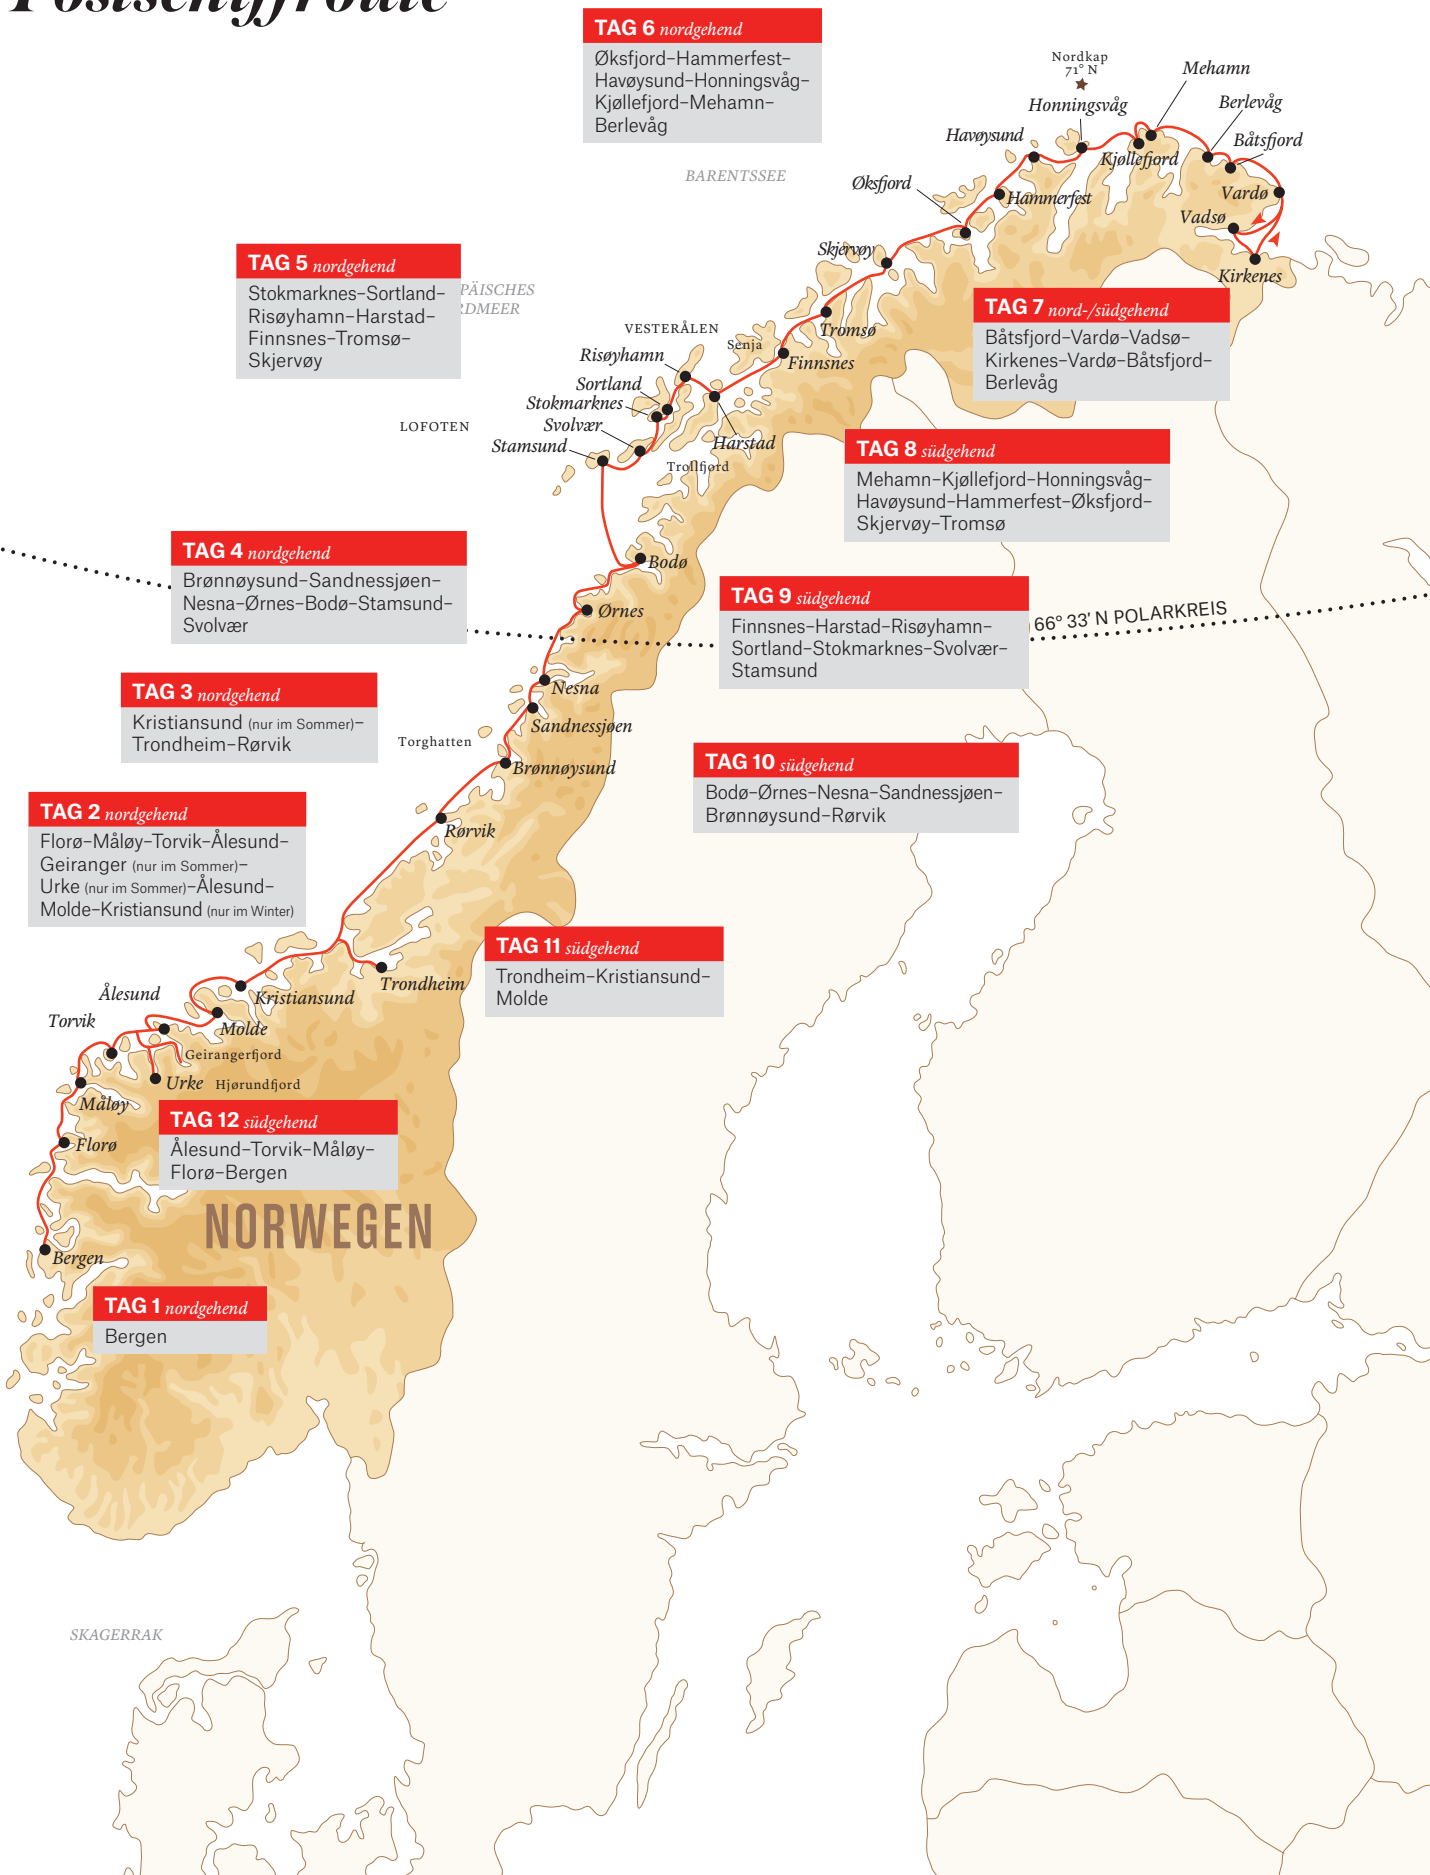 Postschiffroute
TAG 6 nordgehend
Øksfjord–Hammerfest–
Havøysund–Honningsvåg–
Kjøllefjord–Mehamn–
Berlevåg
Nordkap
71° N
Mehamn
Honningsvåg
Berlevåg
Havøysund
Båtsfjord
Kjøllefjord
BARENTSSEE
Øksfjord
Hammerfest
Vardø
Vadsø
Skjervøy
Kirkenes
TAG 5 nordgehend
Stokmarknes–Sortland–
Risøyhamn–Harstad–
Finnsnes–Tromsø–
Skjervøy
PÄISCHES
RDMEER
TAG 7 nord-/südgehend
Båtsfjord–Vardø–Vadsø–
Kirkenes–Vardø–Båtsfjord–
Berlevåg
VESTERÅLEN
Tromsø
Senja
Risøyhamn
Finnsnes
Sortland
Stokmarknes
LOFOTEN
Svolvær
Stamsund
Harstad
Trollfjord
TAG 8 südgehend
Mehamn–Kjøllefjord–Honningsvåg–
Havøysund–Hammerfest–Øksfjord–
Skjervøy–Tromsø
TAG 4 nordgehend
Brønnøysund–Sandnessjøen–
Nesna–Ørnes–Bodø–Stamsund–
Svolvær
Bodø
Ørnes
TAG 9 südgehend
Finnsnes–Harstad–Risøyhamn–
Sortland–Stokmarknes–Svolvær–
Stamsund
66° 33' N POLARKREIS
TAG 3 nordgehend
Kristiansund (nur im Sommer)–
Trondheim–Rørvik
Nesna
Sandnessjøen
Torghatten
Brønnøysund
TAG 10 südgehend
Bodø–Ørnes–Nesna–Sandnessjøen–
Brønnøysund–Rørvik
TAG 2 nordgehend
Florø–Måløy–Torvik–Ålesund–
Geiranger (nur im Sommer)–
Urke (nur im Sommer)–Ålesund–
Molde–Kristiansund (nur im Winter)
Rørvik
TAG 11 südgehend
Trondheim–Kristiansund–
Molde
Trondheim
Ålesund
Kristiansund
Torvik
Molde
Geirangerfjord
Urke
Hjørundfjord
Måløy
Florø
TAG 12 südgehend
Ålesund–Torvik–Måløy–
Florø–Bergen
NORWEGEN
Bergen
TAG 1 nordgehend
Bergen
SKAGERRAK